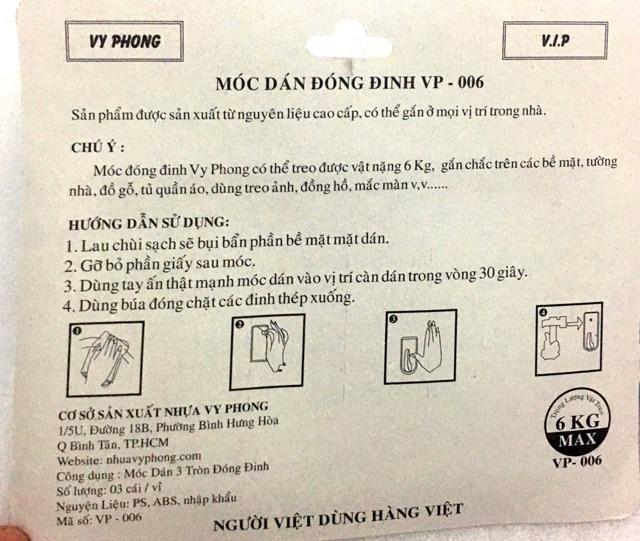 VY PHONG
V.I.P
MÓC DÁN ĐÓNG ĐINH VP - 006
Sản phẩm được sản xuất từ nguyên liệu cao cấp, có thể gắn ở mọi vị trí trong nhà.
CHÚ Ý :
Móc đóng đinh Vy Phong có thể treo được vật nặng 6 Kg, gắn chắc trên các bề mặt, tường
nhà, đồ gỗ, tủ quần áo, dùng treo ảnh, đồng hồ, mắc màn v,v......
HƯỚNG DẪN SỬ DỤNG:
1. Lau chùi sạch sẽ bụi bẩn phần bề mặt mặt dán.
2. Gỡ bỏ phần giấy sau móc.
3. Dùng tay ấn thật mạnh móc dán vào vị trí càn dán trong vòng 30 giây.
4. Dùng búa đóng chặt các đinh thép xuống.
1
2
3
4
CƠ SỞ SẢN XUẤT NHỰA VY PHONG
1/5U, Đường 18B, Phường Bình Hưng Hòa
Q Bình Tân, TP.HCM
Website: nhuavyphong.com
Công dụng : Móc Dán 3 Tròn Đóng Đinh
Số lượng: 03 cái / vỉ
Nguyên Liệu: PS, ABS, nhập khẩu
Mã số: VP - 006
Trọng Lượng Vật Treo
6 KG
MAX
VP- 006
NGƯỜI VIỆT DÙNG HÀNG VIỆT